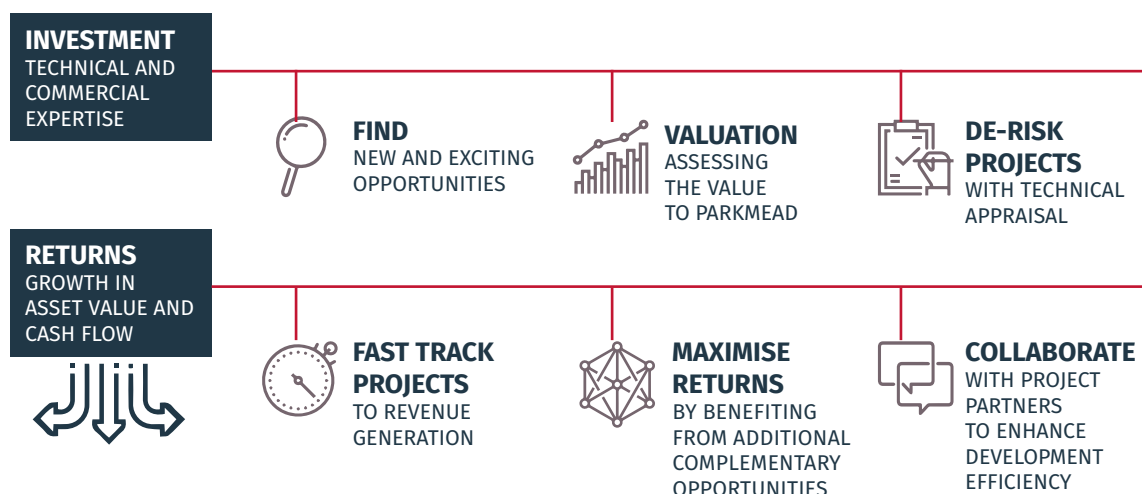 INVESTMENT
TECHNICAL AND
COMMERCIAL
EXPERTISE
FIND
NEW AND EXCITING
OPPORTUNITIES
VALUATION
ASSESSING
THE VALUE
TO PARKMEAD
DE-RISK
PROJECTS
WITH TECHNICAL
APPRAISAL
RETURNS
GROWTH IN
ASSET VALUE AND
CASH FLOW
FAST TRACK
PROJECTS
TO REVENUE
GENERATION
MAXIMISE
RETURNS
BY BENEFITING
FROM ADDITIONAL
COMPLEMENTARY
OPPORTUNITIES
COLLABORATE
WITH PROJECT
PARTNERS
TO ENHANCE
DEVELOPMENT
EFFICIENCY